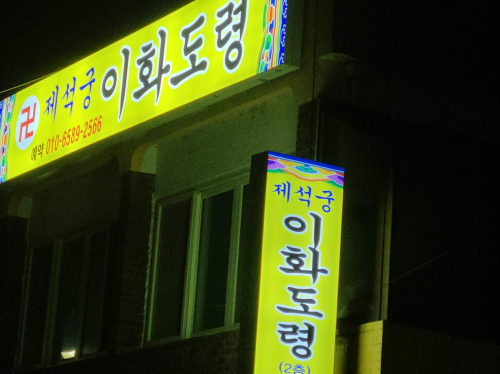 卍 제석궁 이화도령
예약 010-6589-2566
제석궁
이화도령
(2층)